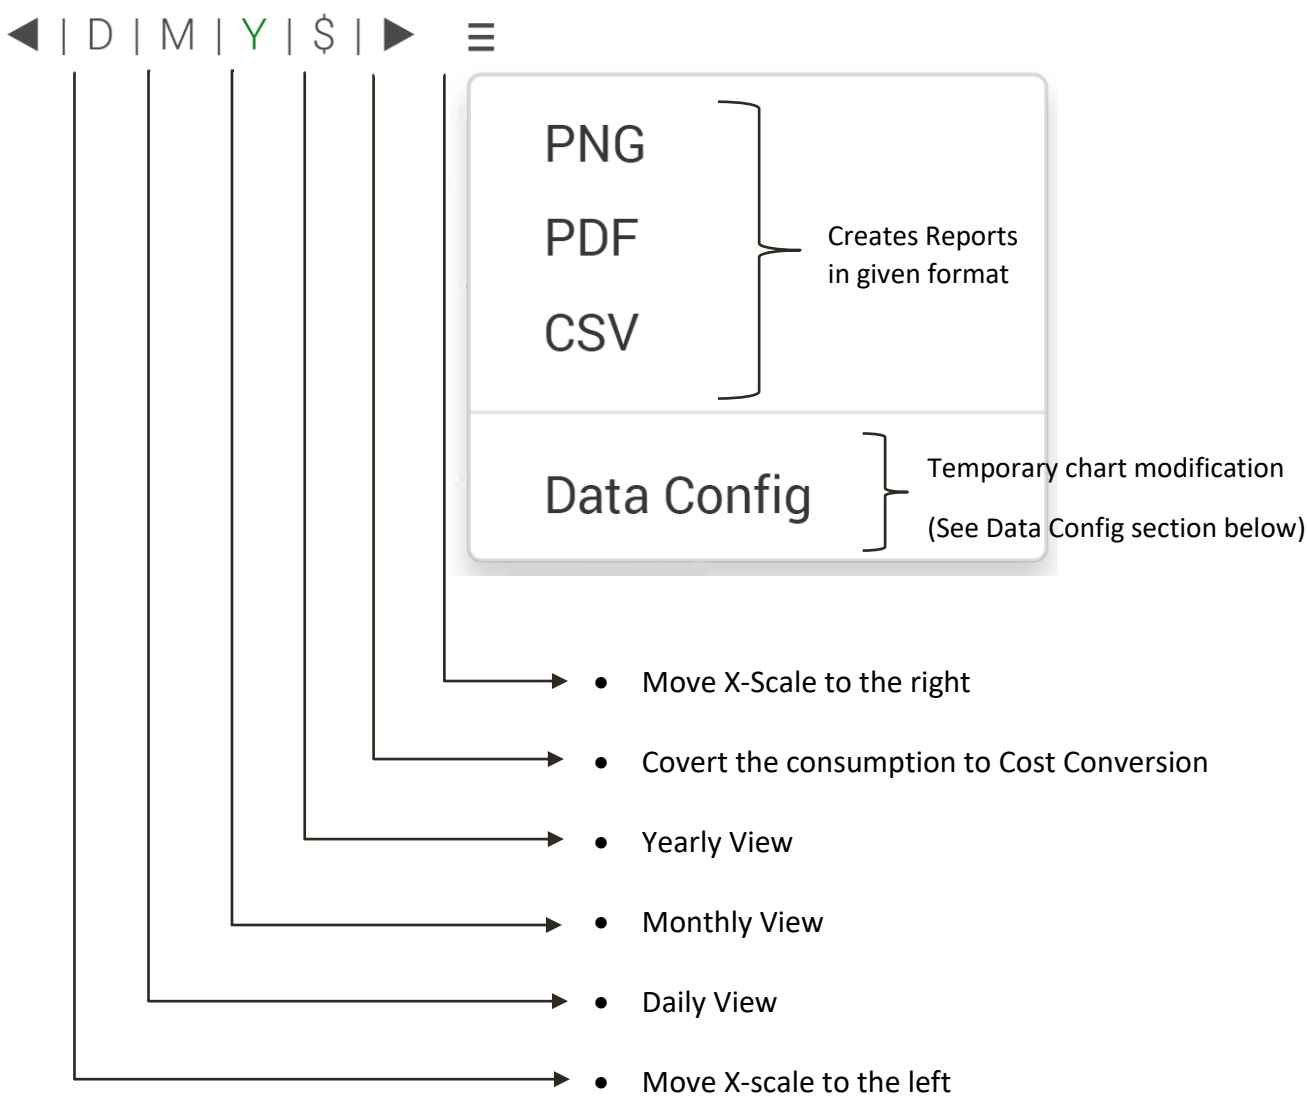 ◀ | D | M | Y | $ | ▶ ☰
PNG
PDF
CSV
Creates Reports
in given format
Data Config
Temporary chart modification
(See Data Config section below)
• Move X-Scale to the right
• Covert the consumption to Cost Conversion
• Yearly View
• Monthly View
• Daily View
• Move X-scale to the left